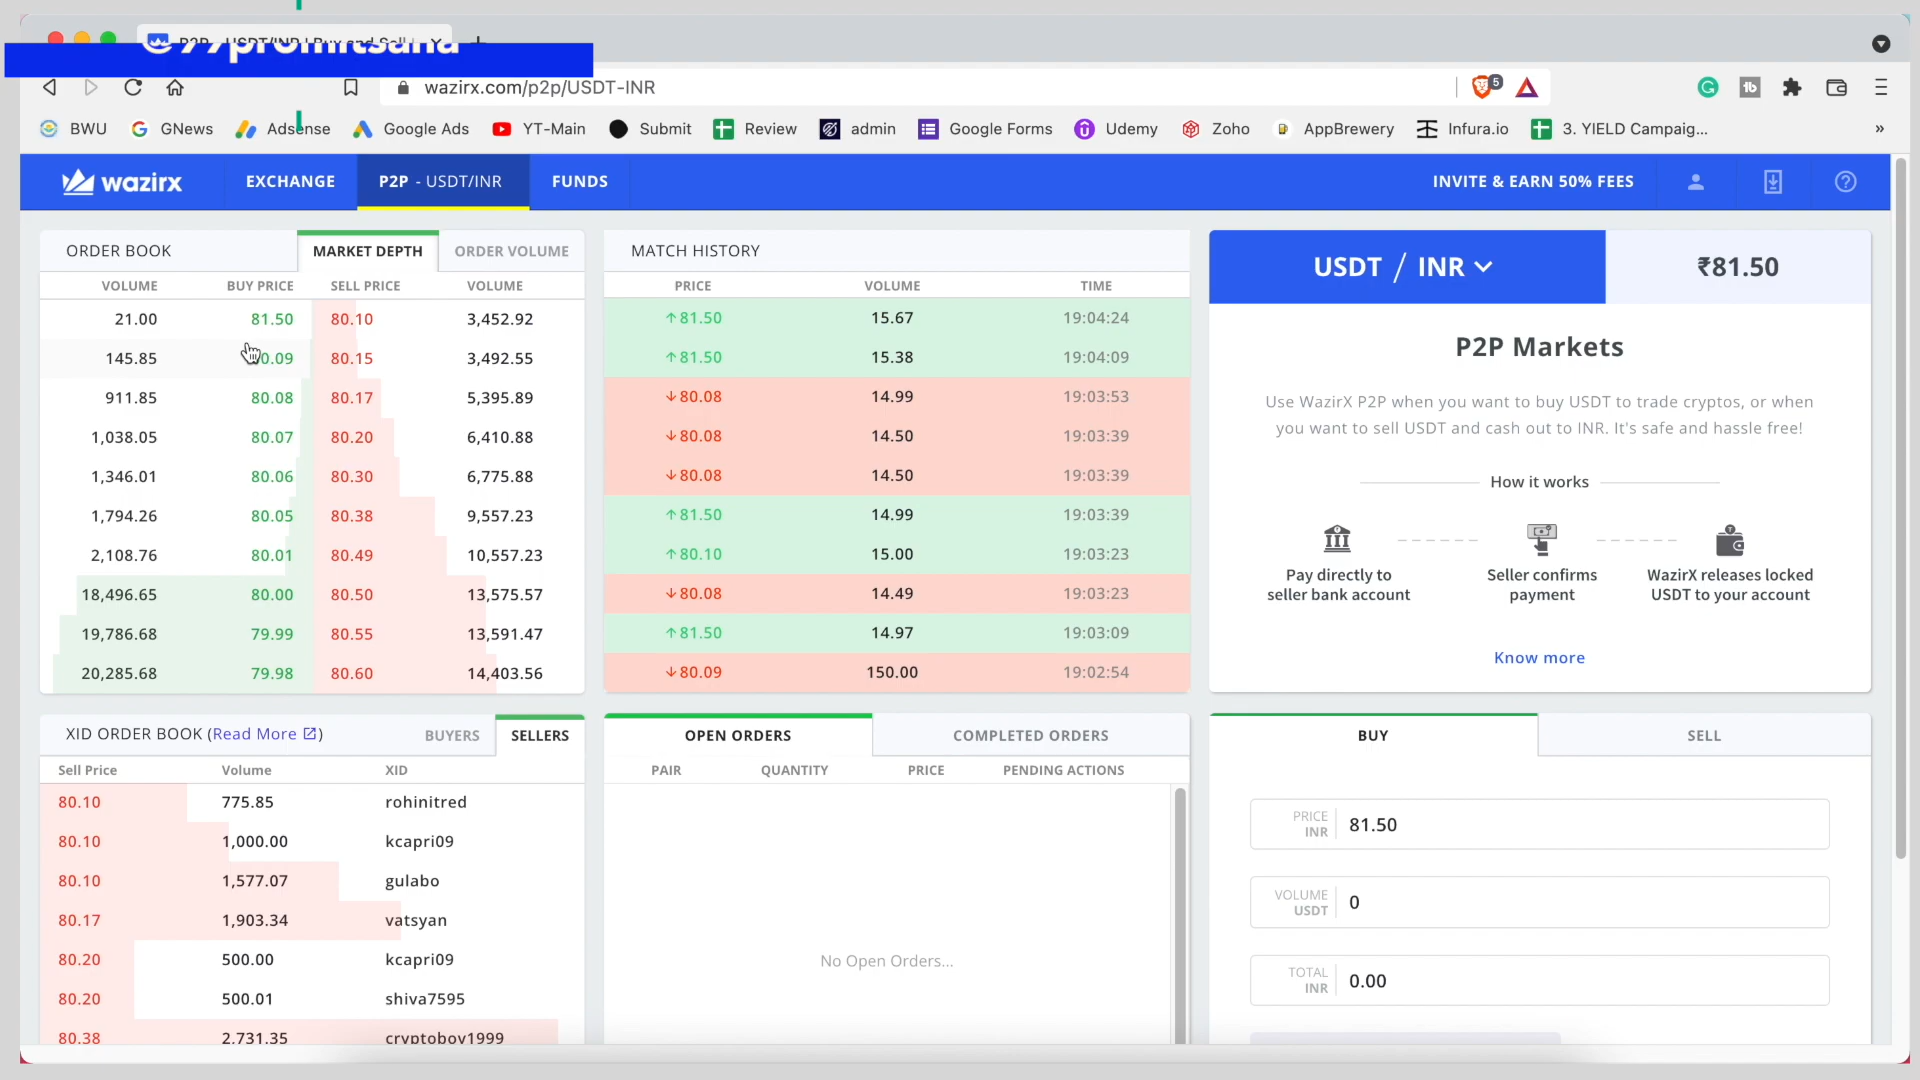 P2P - USDT/INR | Buy and Sell
@99promitsaha
wazirx.com/p2p/USDT-INR
5
BWU GNews Adsense Google Ads YT-Main Submit Review admin Google Forms Udemy Zoho AppBrewery Infura.io 3. YIELD Campaig... »
wazirx EXCHANGE P2P - USDT/INR FUNDS INVITE & EARN 50% FEES
ORDER BOOK MARKET DEPTH ORDER VOLUME
VOLUME BUY PRICE SELL PRICE VOLUME
21.00 81.50 80.10 3,452.92
145.85 0.09 80.15 3,492.55
911.85 80.08 80.17 5,395.89
1,038.05 80.07 80.20 6,410.88
1,346.01 80.06 80.30 6,775.88
1,794.26 80.05 80.38 9,557.23
2,108.76 80.01 80.49 10,557.23
18,496.65 80.00 80.50 13,575.57
19,786.68 79.99 80.55 13,591.47
20,285.68 79.98 80.60 14,403.56
MATCH HISTORY
PRICE VOLUME TIME
↑81.50 15.67 19:04:24
↑81.50 15.38 19:04:09
↓80.08 14.99 19:03:53
↓80.08 14.50 19:03:39
↓80.08 14.50 19:03:39
↑81.50 14.99 19:03:39
↑80.10 15.00 19:03:23
↓80.08 14.49 19:03:23
↑81.50 14.97 19:03:09
↓80.09 150.00 19:02:54
USDT / INR ₹81.50
P2P Markets
Use WazirX P2P when you want to buy USDT to trade cryptos, or when
you want to sell USDT and cash out to INR. It's safe and hassle free!
How it works
Pay directly to
seller bank account
Seller confirms
payment
WazirX releases locked
USDT to your account
Know more
XID ORDER BOOK (Read More) BUYERS SELLERS
Sell Price Volume XID
80.10 775.85 rohinitred
80.10 1,000.00 kcapri09
80.10 1,577.07 gulabo
80.17 1,903.34 vatsyan
80.20 500.00 kcapri09
80.20 500.01 shiva7595
80.38 2,731.35 cryptoboy1999
OPEN ORDERS COMPLETED ORDERS
PAIR QUANTITY PRICE PENDING ACTIONS
No Open Orders...
BUY SELL
PRICE
INR
81.50
VOLUME
USDT
0
TOTAL
INR
0.00